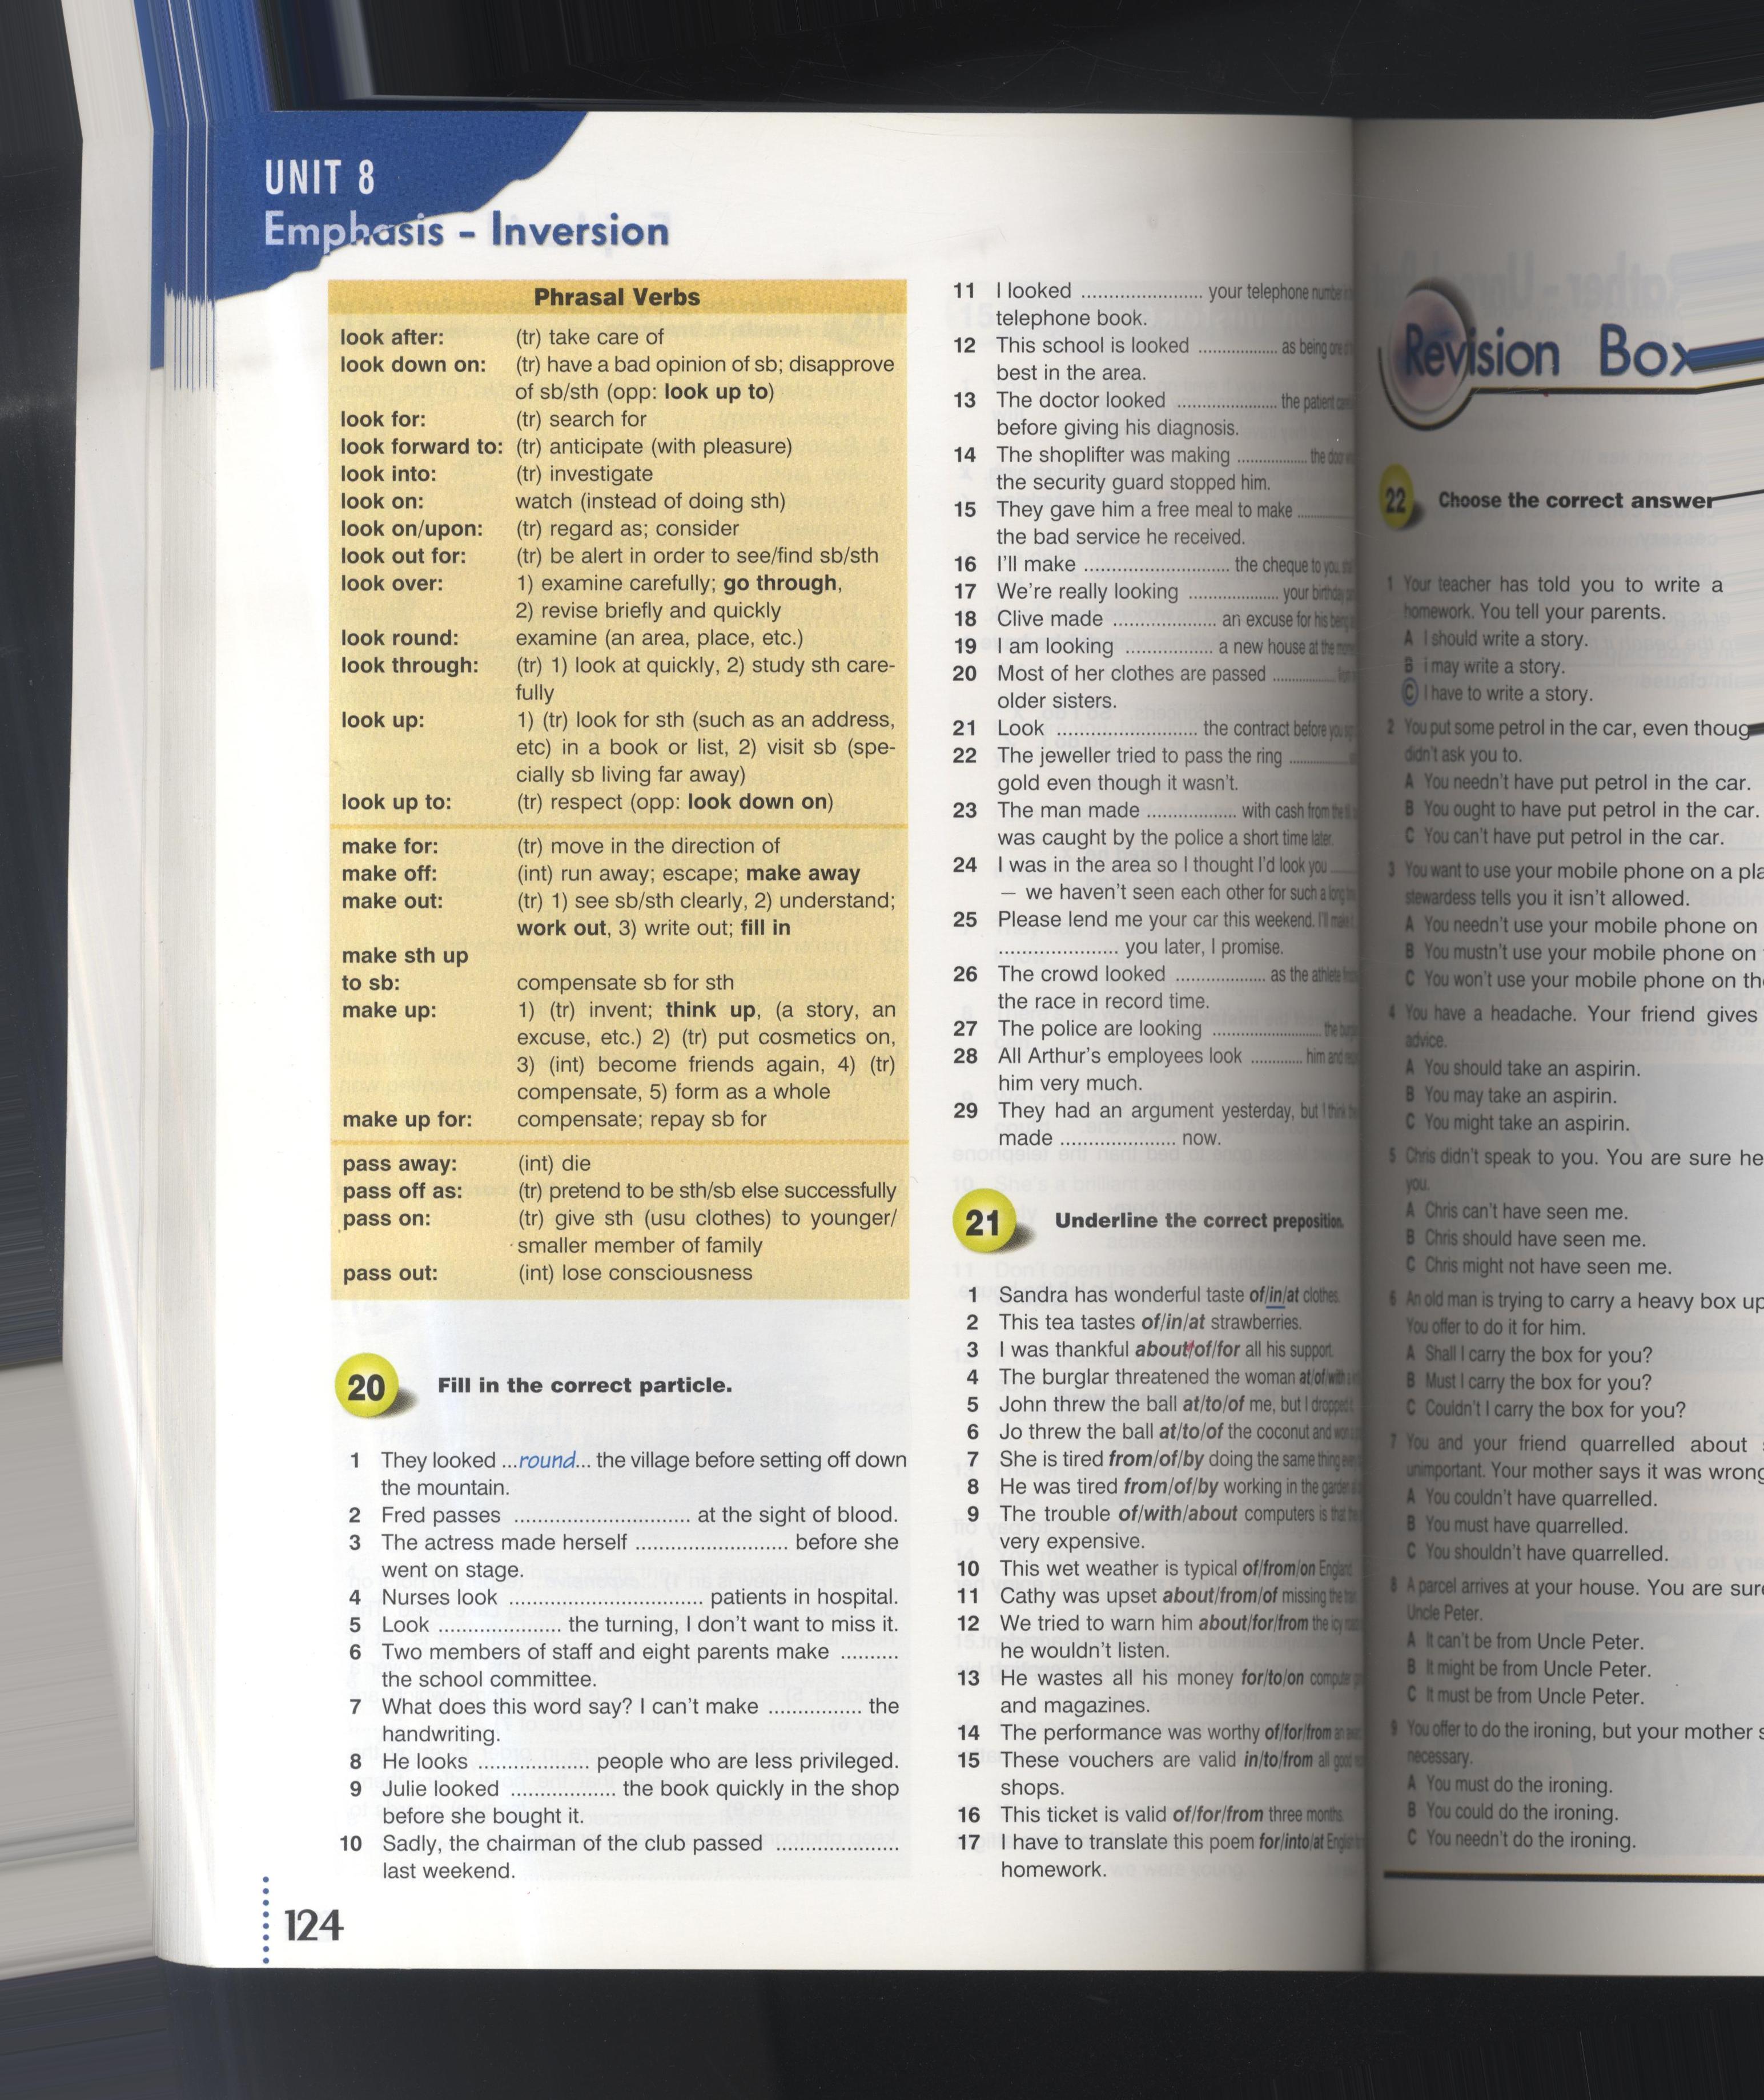 UNIT 8
Emphasis – Inversion
Phrasal Verbs
look after: (tr) take care of
look down on: (tr) have a bad opinion of sb; disapprove
of sb/sth (opp: look up to)
look for: (tr) search for
look forward to: (tr) anticipate (with pleasure)
look into: (tr) investigate
look on: watch (instead of doing sth)
look on/upon: (tr) regard as; consider
look out for: (tr) be alert in order to see/find sb/sth
look over: 1) examine carefully; go through,
2) revise briefly and quickly
look round: examine (an area, place, etc.)
look through: (tr) 1) look at quickly, 2) study sth care-
fully
look up: 1) (tr) look for sth (such as an address,
etc) in a book or list, 2) visit sb (spe-
cially sb living far away)
look up to: (tr) respect (opp: look down on)
make for: (tr) move in the direction of
make off: (int) run away; escape; make away
make out: (tr) 1) see sb/sth clearly, 2) understand;
work out, 3) write out; fill in
make sth up
to sb: compensate sb for sth
make up: 1) (tr) invent; think up, (a story, an
excuse, etc.) 2) (tr) put cosmetics on,
3) (int) become friends again, 4) (tr)
compensate, 5) form as a whole
make up for: compensate; repay sb for
pass away: (int) die
pass off as: (tr) pretend to be sth/sb else successfully
pass on: (tr) give sth (usu clothes) to younger/
smaller member of family
pass out: (int) lose consciousness
20 Fill in the correct particle.
1 They looked ...round... the village before setting off down
the mountain.
2 Fred passes .............................. at the sight of blood.
3 The actress made herself .......................... before she
went on stage.
4 Nurses look ................................. patients in hospital.
5 Look ..................... the turning, I don't want to miss it.
6 Two members of staff and eight parents make ..........
the school committee.
7 What does this word say? I can't make ................ the
handwriting.
8 He looks ................... people who are less privileged.
9 Julie looked .................. the book quickly in the shop
before she bought it.
10 Sadly, the chairman of the club passed .....................
last weekend.
124
11 I looked ..................... your telephone number
telephone book.
12 This school is looked ................. as being one
best in the area.
13 The doctor looked ..................... the patient
before giving his diagnosis.
14 The shoplifter was making ............... the door
the security guard stopped him.
15 They gave him a free meal to make ............
the bad service he received.
16 I'll make ......................... the cheque to you,
17 We're really looking ................... your birthday
18 Clive made .................. an excuse for his being
19 I am looking ............... a new house at the
20 Most of her clothes are passed .............
older sisters.
21 Look ........................ the contract before you
22 The jeweller tried to pass the ring .............
gold even though it wasn't.
23 The man made .................. with cash from the
was caught by the police a short time later.
24 I was in the area so I thought I'd look you ......
– we haven't seen each other for such a long
25 Please lend me your car this weekend. I'll make
.................... you later, I promise.
26 The crowd looked ................ as the athlete
the race in record time.
27 The police are looking ................... the
28 All Arthur's employees look ............ him and
him very much.
29 They had an argument yesterday, but I think
made .................... now.
21 Underline the correct preposition.
1 Sandra has wonderful taste of/in/at clothes.
2 This tea tastes of/in/at strawberries.
3 I was thankful about/of/for all his support.
4 The burglar threatened the woman at/of/with
5 John threw the ball at/to/of me, but I dropped
6 Jo threw the ball at/to/of the coconut and
7 She is tired from/of/by doing the same thing
8 He was tired from/of/by working in the garden
9 The trouble of/with/about computers is that
very expensive.
10 This wet weather is typical of/from/on England.
11 Cathy was upset about/from/of missing the
12 We tried to warn him about/for/from the icy
he wouldn't listen.
13 He wastes all his money for/to/on computer
and magazines.
14 The performance was worthy of/for/from an
15 These vouchers are valid in/to/from all good
shops.
16 This ticket is valid of/for/from three months.
17 I have to translate this poem for/into/at English
homework.
Revision Box
22 Choose the correct answer
1 Your teacher has told you to write a
homework. You tell your parents.
A I should write a story.
B i may write a story.
C I have to write a story.
2 You put some petrol in the car, even thoug
didn't ask you to.
A You needn't have put petrol in the car.
B You ought to have put petrol in the car.
C You can't have put petrol in the car.
3 You want to use your mobile phone on a pla
stewardess tells you it isn't allowed.
A You needn't use your mobile phone on
B You mustn't use your mobile phone on
C You won't use your mobile phone on th
4 You have a headache. Your friend gives
advice.
A You should take an aspirin.
B You may take an aspirin.
C You might take an aspirin.
5 Chris didn't speak to you. You are sure he
you.
A Chris can't have seen me.
B Chris should have seen me.
C Chris might not have seen me.
6 An old man is trying to carry a heavy box up
You offer to do it for him.
A Shall I carry the box for you?
B Must I carry the box for you?
C Couldn't I carry the box for you?
7 You and your friend quarrelled about
unimportant. Your mother says it was wrong
A You couldn't have quarrelled.
B You must have quarrelled.
C You shouldn't have quarrelled.
8 A parcel arrives at your house. You are sure
Uncle Peter.
A It can't be from Uncle Peter.
B It might be from Uncle Peter.
C It must be from Uncle Peter.
9 You offer to do the ironing, but your mother s
necessary.
A You must do the ironing.
B You could do the ironing.
C You needn't do the ironing.